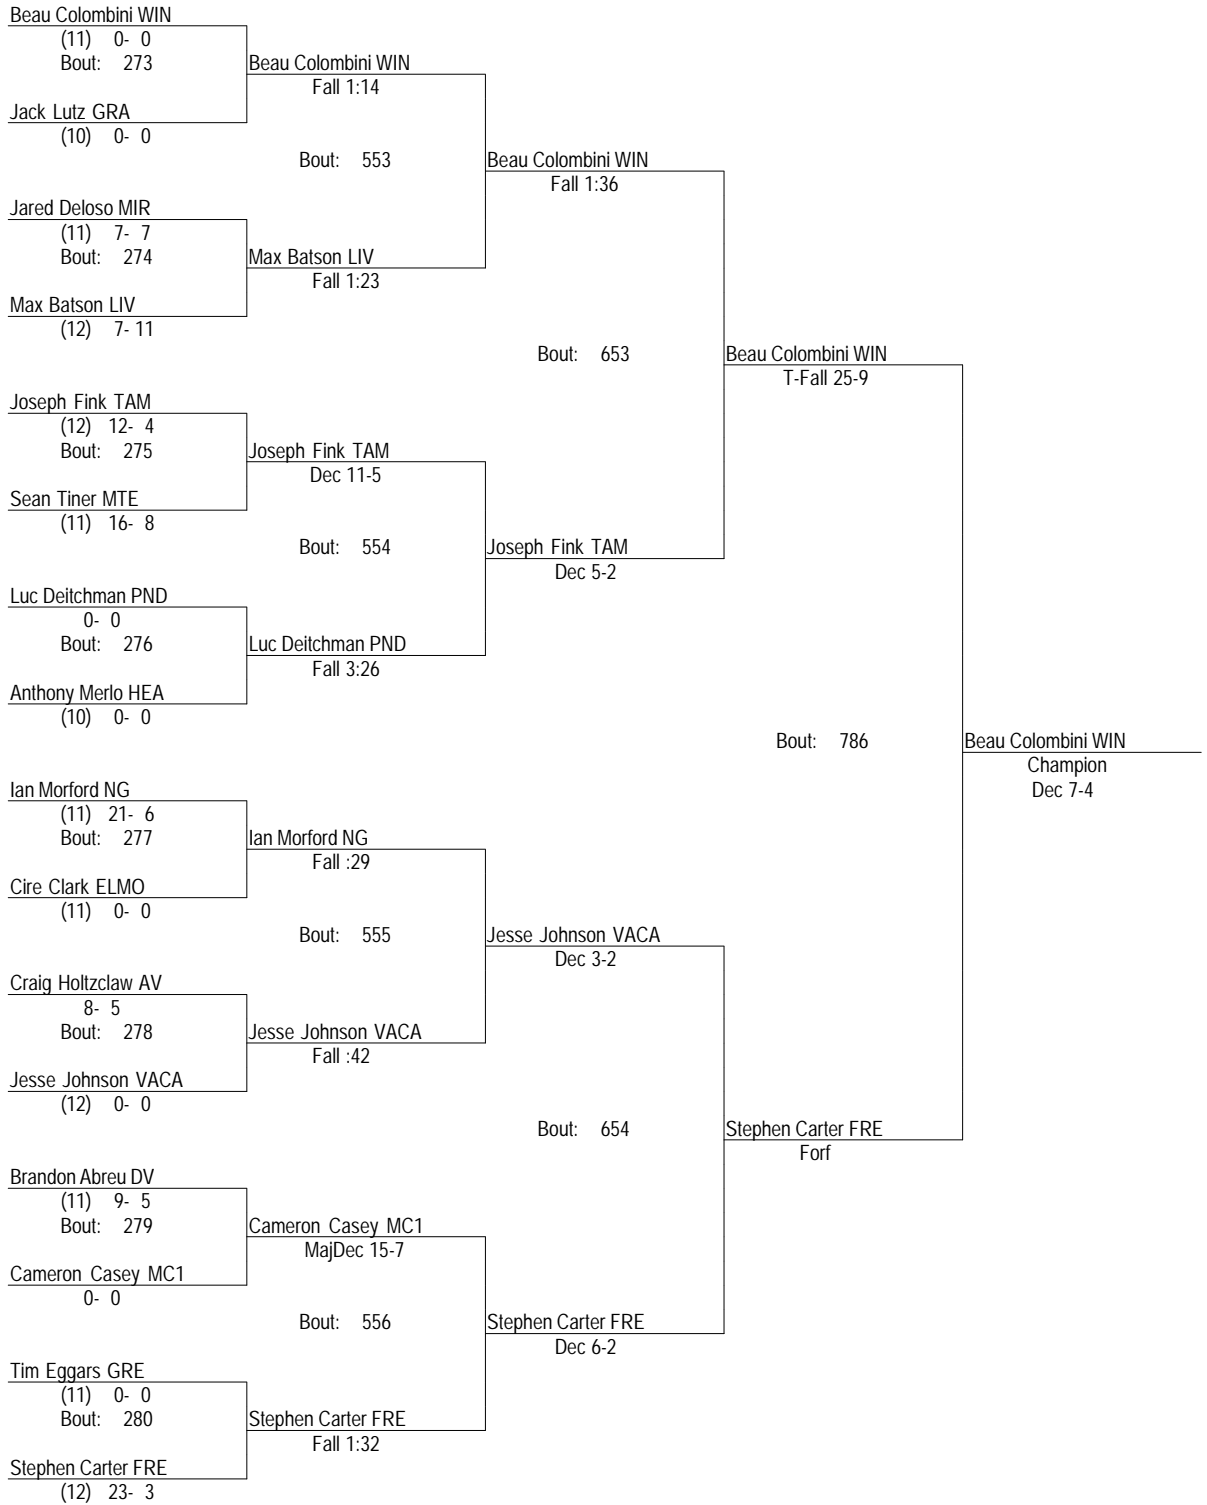 Beau Colombini WIN
(11) 0- 0
Bout: 273
Beau Colombini WIN
Fall 1:14
Jack Lutz GRA
(10) 0- 0
Bout: 553
Beau Colombini WIN
Fall 1:36
Jared Deloso MIR
(11) 7- 7
Bout: 274
Max Batson LIV
Fall 1:23
Max Batson LIV
(12) 7- 11
Bout: 653
Beau Colombini WIN
T-Fall 25-9
Joseph Fink TAM
(12) 12- 4
Bout: 275
Joseph Fink TAM
Dec 11-5
Sean Tiner MTE
(11) 16- 8
Bout: 554
Joseph Fink TAM
Dec 5-2
Luc Deitchman PND
0- 0
Bout: 276
Luc Deitchman PND
Fall 3:26
Anthony Merlo HEA
(10) 0- 0
Bout: 786
Beau Colombini WIN
Champion
Dec 7-4
Ian Morford NG
(11) 21- 6
Bout: 277
Ian Morford NG
Fall :29
Cire Clark ELMO
(11) 0- 0
Bout: 555
Jesse Johnson VACA
Dec 3-2
Craig Holtzclaw AV
8- 5
Bout: 278
Jesse Johnson VACA
Fall :42
Jesse Johnson VACA
(12) 0- 0
Bout: 654
Stephen Carter FRE
Forf
Brandon Abreu DV
(11) 9- 5
Bout: 279
Cameron Casey MC1
MajDec 15-7
Cameron Casey MC1
0- 0
Bout: 556
Stephen Carter FRE
Dec 6-2
Tim Eggars GRE
(11) 0- 0
Bout: 280
Stephen Carter FRE
Fall 1:32
Stephen Carter FRE
(12) 23- 3